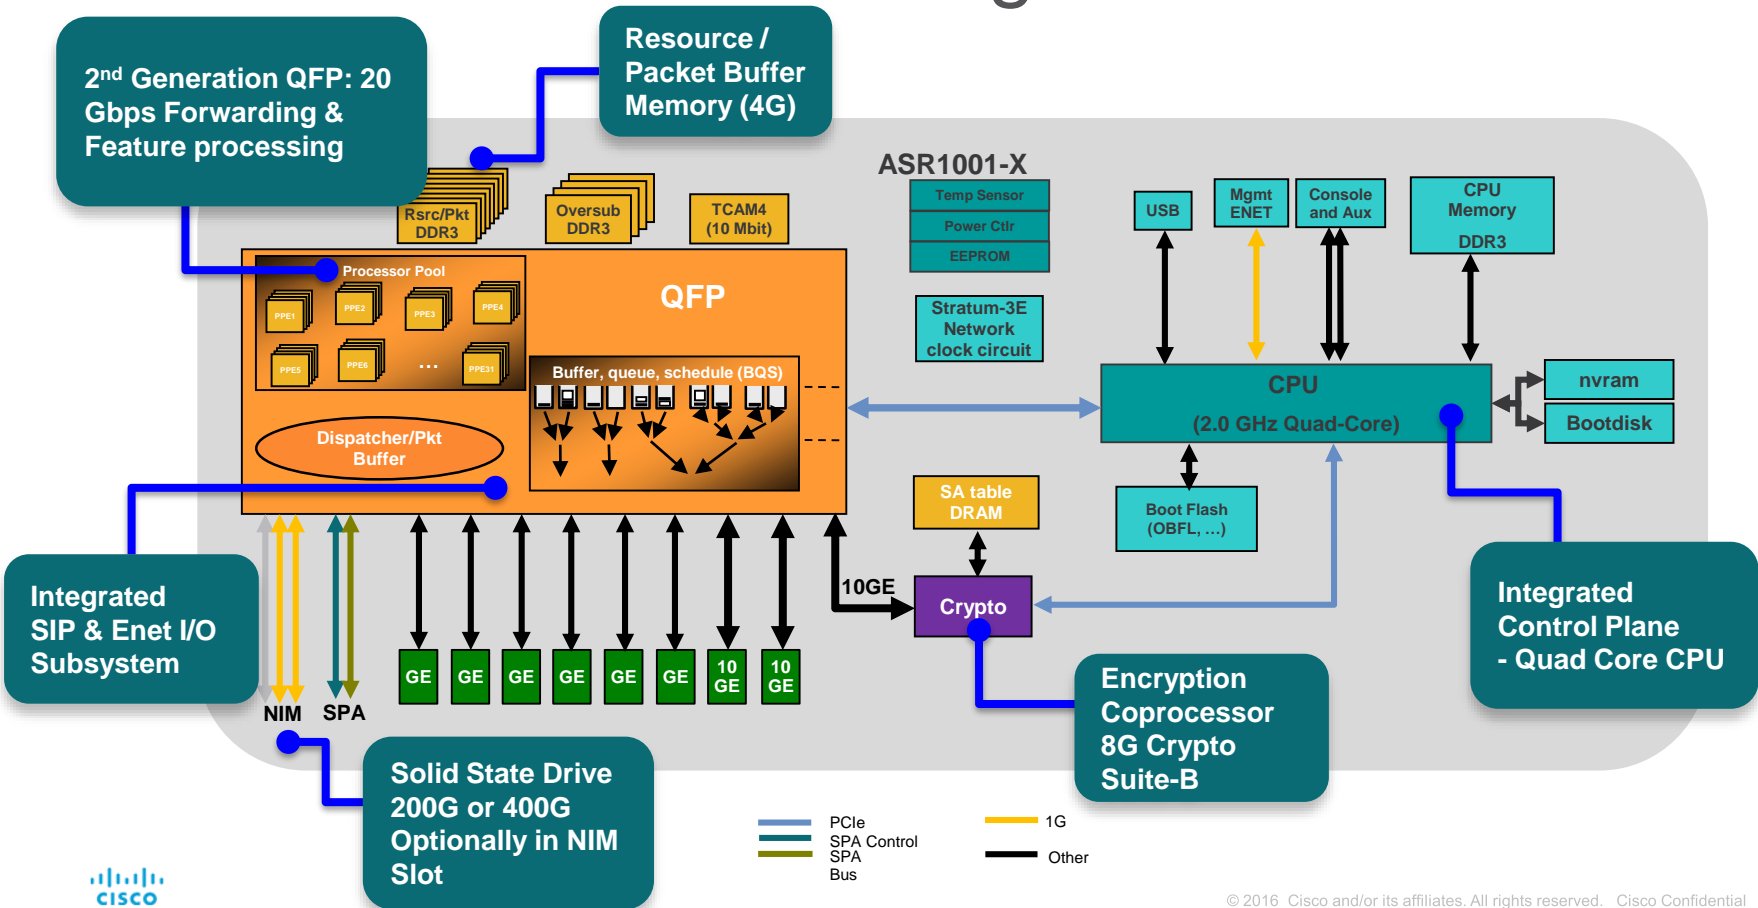 2nd Generation QFP: 20
Gbps Forwarding &
Feature processing
Resource /
Packet Buffer
Memory (4G)
ASR1001-X
Rsrc/Pkt
DDR3
Oversub
DDR3
TCAM4
(10 Mbit)
Temp Sensor
Power Ctlr
EEPROM
USB
Mgmt
ENET
Console
and Aux
CPU
Memory
DDR3
Processor Pool
PPE1
PPE2
PPE3
PPE4
PPE5
PPE6
...
PPE31
QFP
Stratum-3E
Network
clock circuit
Buffer, queue, schedule (BQS)
Dispatcher/Pkt
Buffer
CPU
(2.0 GHz Quad-Core)
nvram
Bootdisk
SA table
DRAM
Boot Flash
(OBFL, ...)
Integrated
SIP & Enet I/O
Subsystem
10GE
Crypto
Integrated
Control Plane
- Quad Core CPU
GE
GE
GE
GE
GE
GE
10
GE
10
GE
NIM
SPA
Encryption
Coprocessor
8G Crypto
Suite-B
Solid State Drive
200G or 400G
Optionally in NIM
Slot
PCIe
SPA Control
SPA
Bus
1G
Other
CISCO
© 2016 Cisco and/or its affiliates. All rights reserved. Cisco Confidential